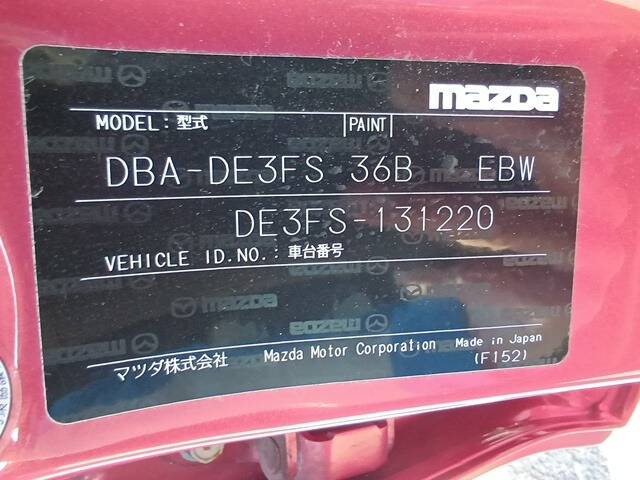 mazda
MODEL: 型式 PAINT
DBA-DE3FS 36B EBW
DE3FS-131220
VEHICLE ID.NO.: 車台番号
マツダ株式会社 Mazda Motor Corporation Made in Japan
(F152)